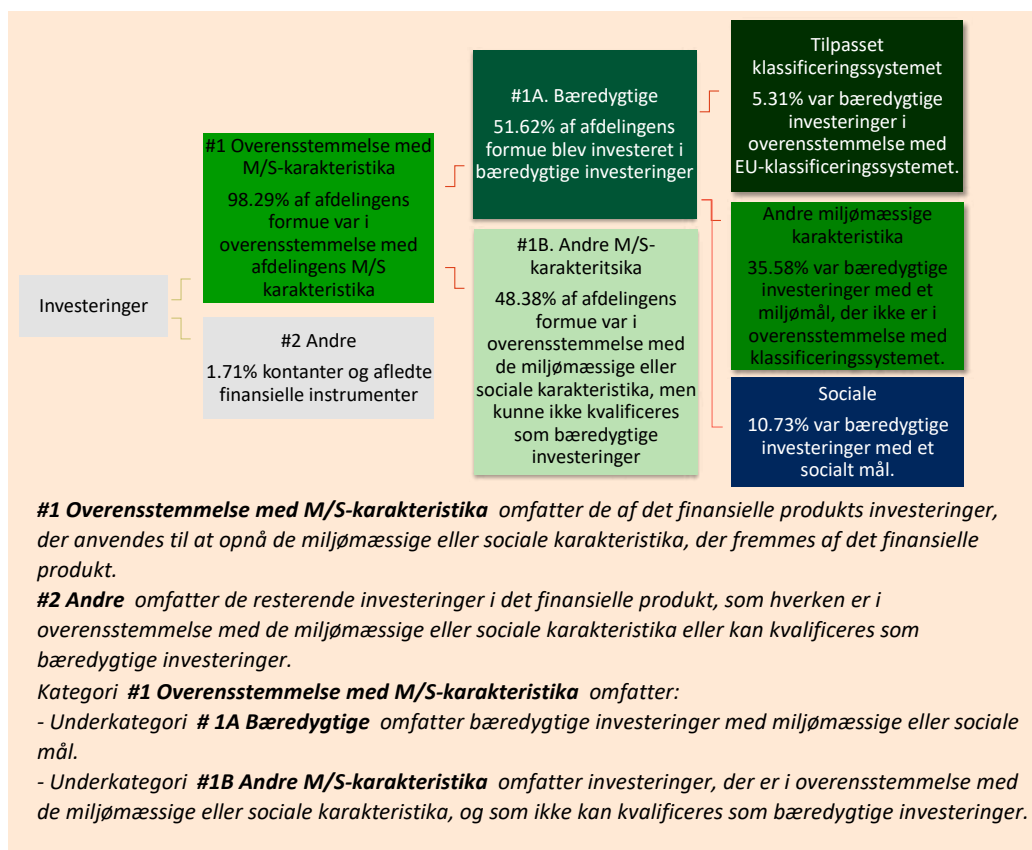 Investeringer
#1 Overensstemmelse med
M/S-karakteristika
98.29% af afdelingens
formue var i
overensstemmelse med
afdelingens M/S
karakteristika
#2 Andre
1.71% kontanter og afledte
finansielle instrumenter
#1A. Bæredygtige
51.62% af afdelingens
formue blev investeret i
bæredygtige investeringer
#1B. Andre M/S-
karakteritsika
48.38% af afdelingens
formue var i
overensstemmelse med
de miljømæssige eller
sociale karakteristika, men
kunne ikke kvalificeres
som bæredygtige
investeringer
Tilpasset
klassificeringssystemet
5.31% var bæredygtige
investeringer i
overensstemmelse med
EU-klassificeringssystemet.
Andre miljømæssige
karakteristika
35.58% var bæredygtige
investeringer med et
miljømål, der ikke er i
overensstemmelse med
klassificeringssystemet.
Sociale
10.73% var bæredygtige
investeringer med et
socialt mål.
#1 Overensstemmelse med M/S-karakteristika omfatter de af det finansielle produkts investeringer,
der anvendes til at opnå de miljømæssige eller sociale karakteristika, der fremmes af det finansielle
produkt.
#2 Andre omfatter de resterende investeringer i det finansielle produkt, som hverken er i
overensstemmelse med de miljømæssige eller sociale karakteristika eller kan kvalificeres som
bæredygtige investeringer.
Kategori #1 Overensstemmelse med M/S-karakteristika omfatter:
- Underkategori # 1A Bæredygtige omfatter bæredygtige investeringer med miljømæssige eller sociale
mål.
- Underkategori #1B Andre M/S-karakteristika omfatter investeringer, der er i overensstemmelse med
de miljømæssige eller sociale karakteristika, og som ikke kan kvalificeres som bæredygtige investeringer.